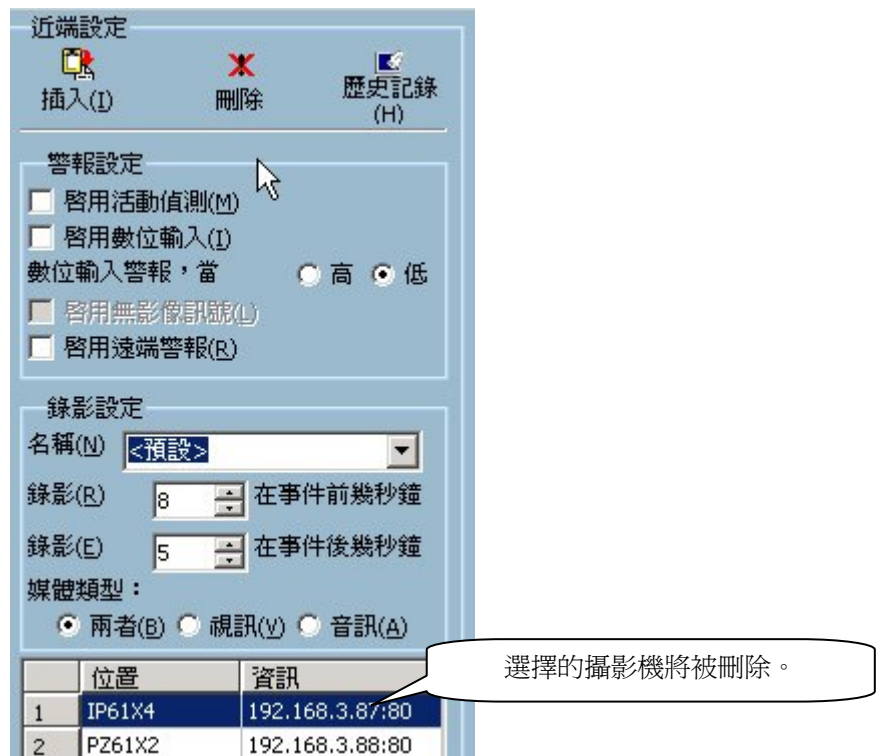 近端設定
插入(I) 刪除 歷史記錄
(H)
警報設定
啓用活動偵測(M)
啓用數位輸入(I)
數位輸入警報，當 高 低
啓用無影像訊號(L)
啓用遠端警報(R)
錄影設定
名稱(N) <預設>
錄影(R) 8 在事件前幾秒鐘
錄影(E) 5 在事件後幾秒鐘
媒體類型：
兩者(B) 視訊(V) 音訊(A)
選擇的攝影機將被刪除。
位置 資訊
1 IP61X4 192.168.3.87:80
2 PZ61X2 192.168.3.88:80